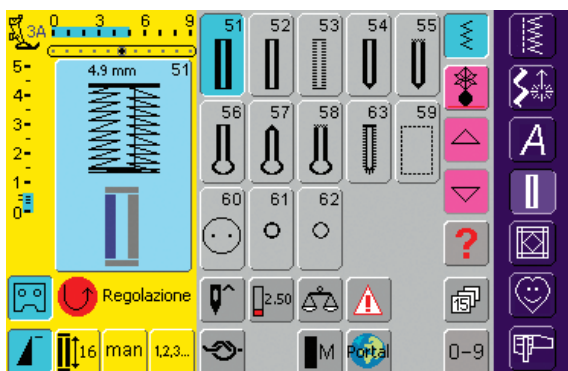 3A 0 3 6 9
51 52 53 54 55
4.9 mm 51
5-
4-
3-
2-
1-
0-
56 57 58 63 59
60 61 62
A
?
Regolazione
2.50
15
16 man 1,2,3...
M Portal 0-9